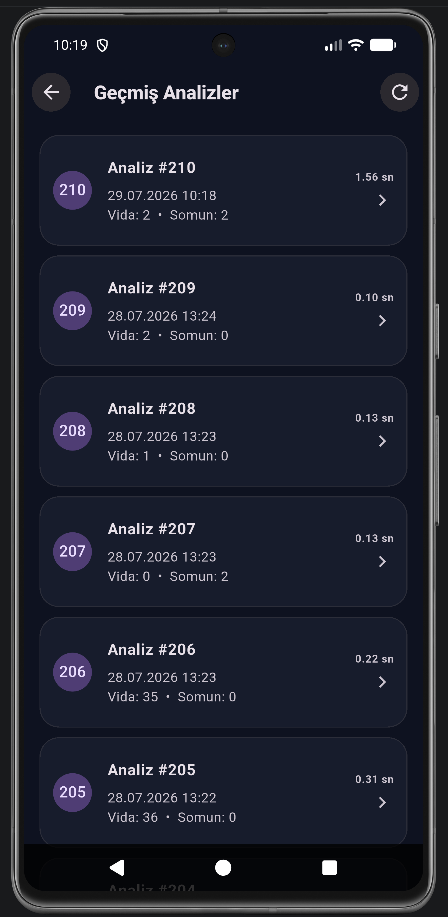 10:19
Geçmiş Analizler
210
Analiz #210
29.07.2026 10:18
Vida: 2 • Somun: 2
1.56 sn
209
Analiz #209
28.07.2026 13:24
Vida: 2 • Somun: 0
0.10 sn
208
Analiz #208
28.07.2026 13:23
Vida: 1 • Somun: 0
0.13 sn
207
Analiz #207
28.07.2026 13:23
Vida: 0 • Somun: 2
0.13 sn
206
Analiz #206
28.07.2026 13:23
Vida: 35 • Somun: 0
0.22 sn
205
Analiz #205
28.07.2026 13:22
Vida: 36 • Somun: 0
0.31 sn
Analiz #204